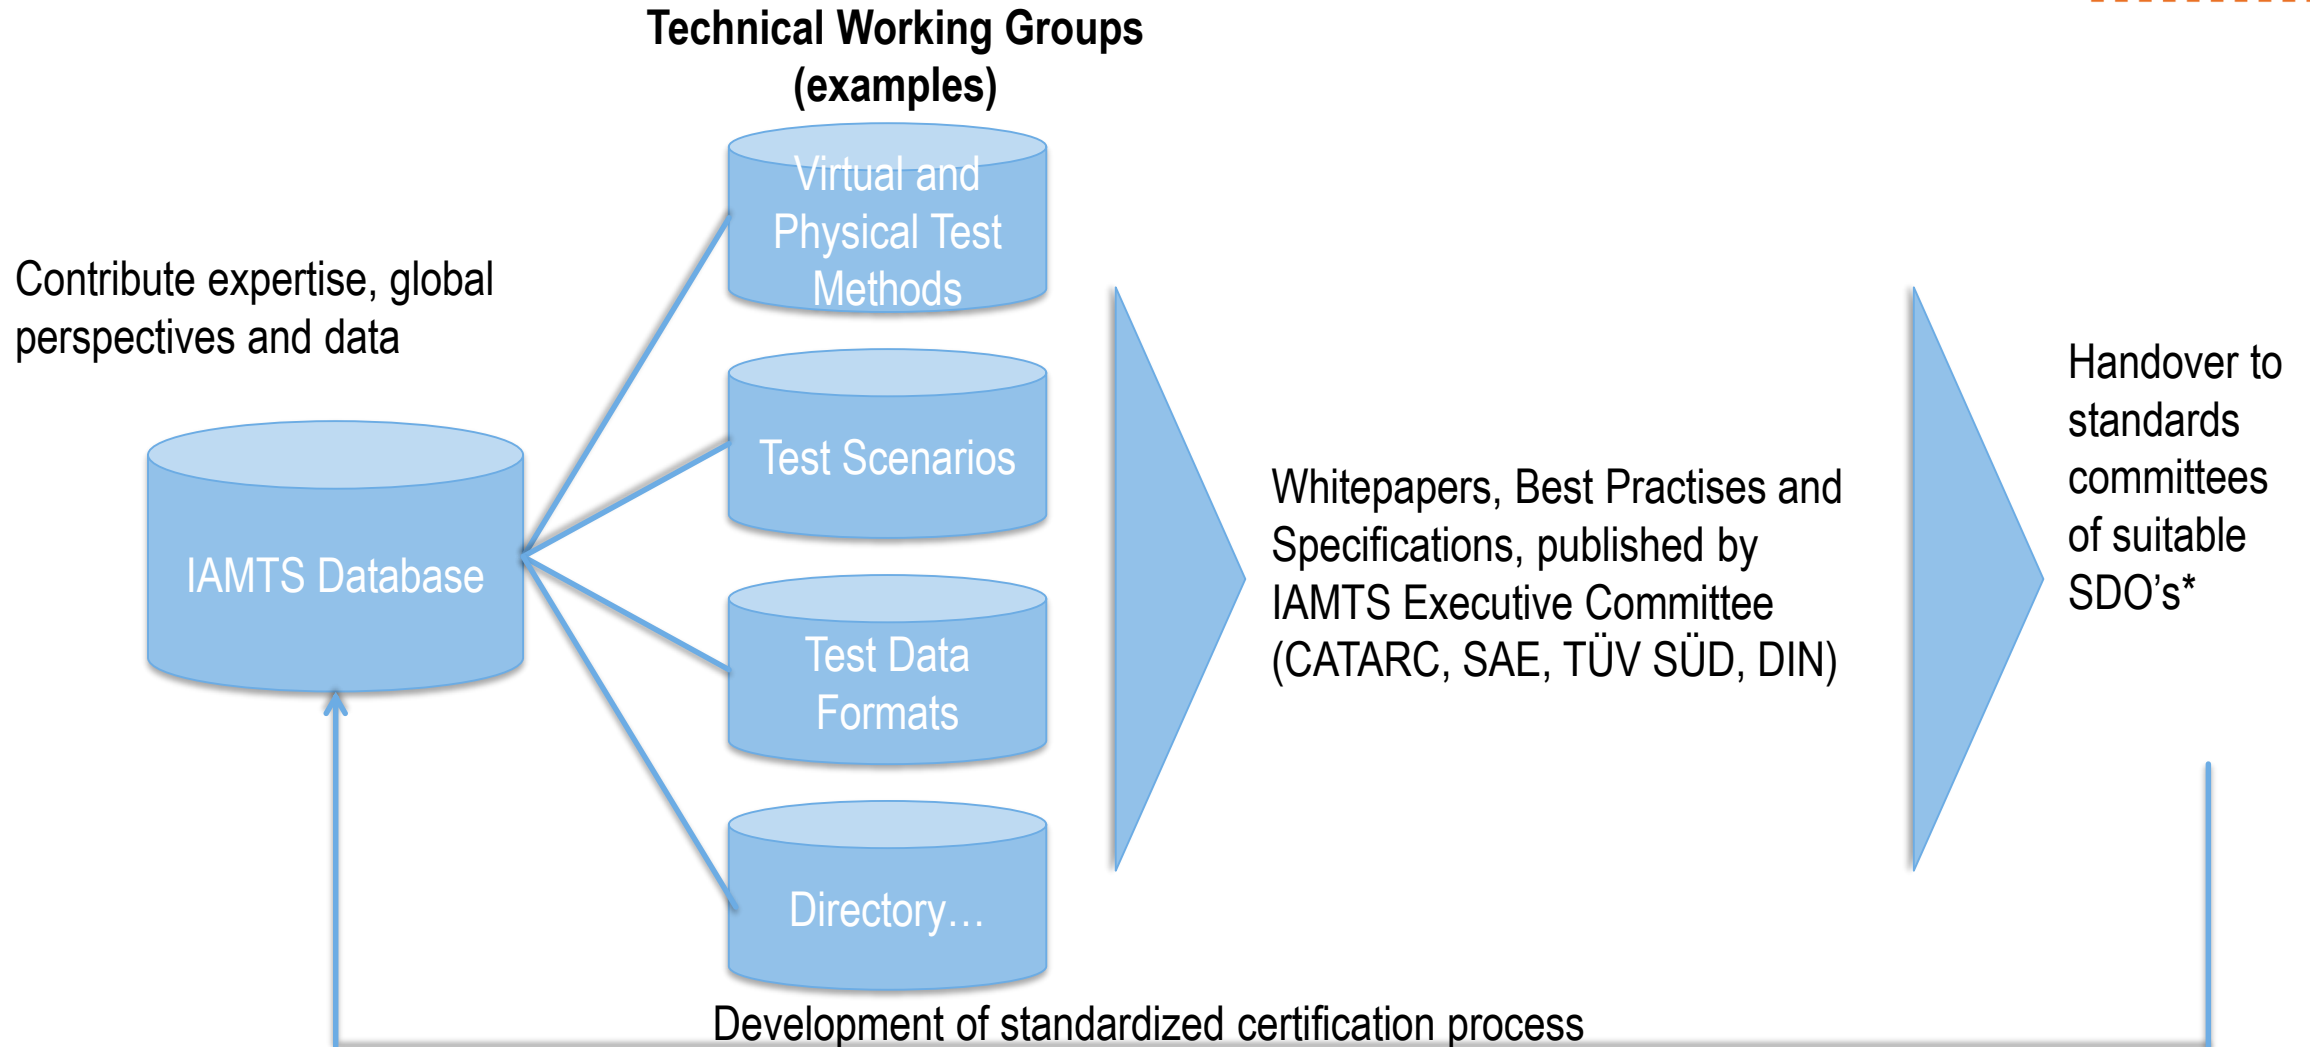 Technical Working Groups
(examples)
Contribute expertise, global
perspectives and data
IAMTS Database
Virtual and
Physical Test
Methods
Test Scenarios
Test Data
Formats
Directory…
Whitepapers, Best Practises and
Specifications, published by
IAMTS Executive Committee
(CATARC, SAE, TÜV SÜD, DIN)
Handover to
standards
committees
of suitable
SDO’s*
Development of standardized certification process